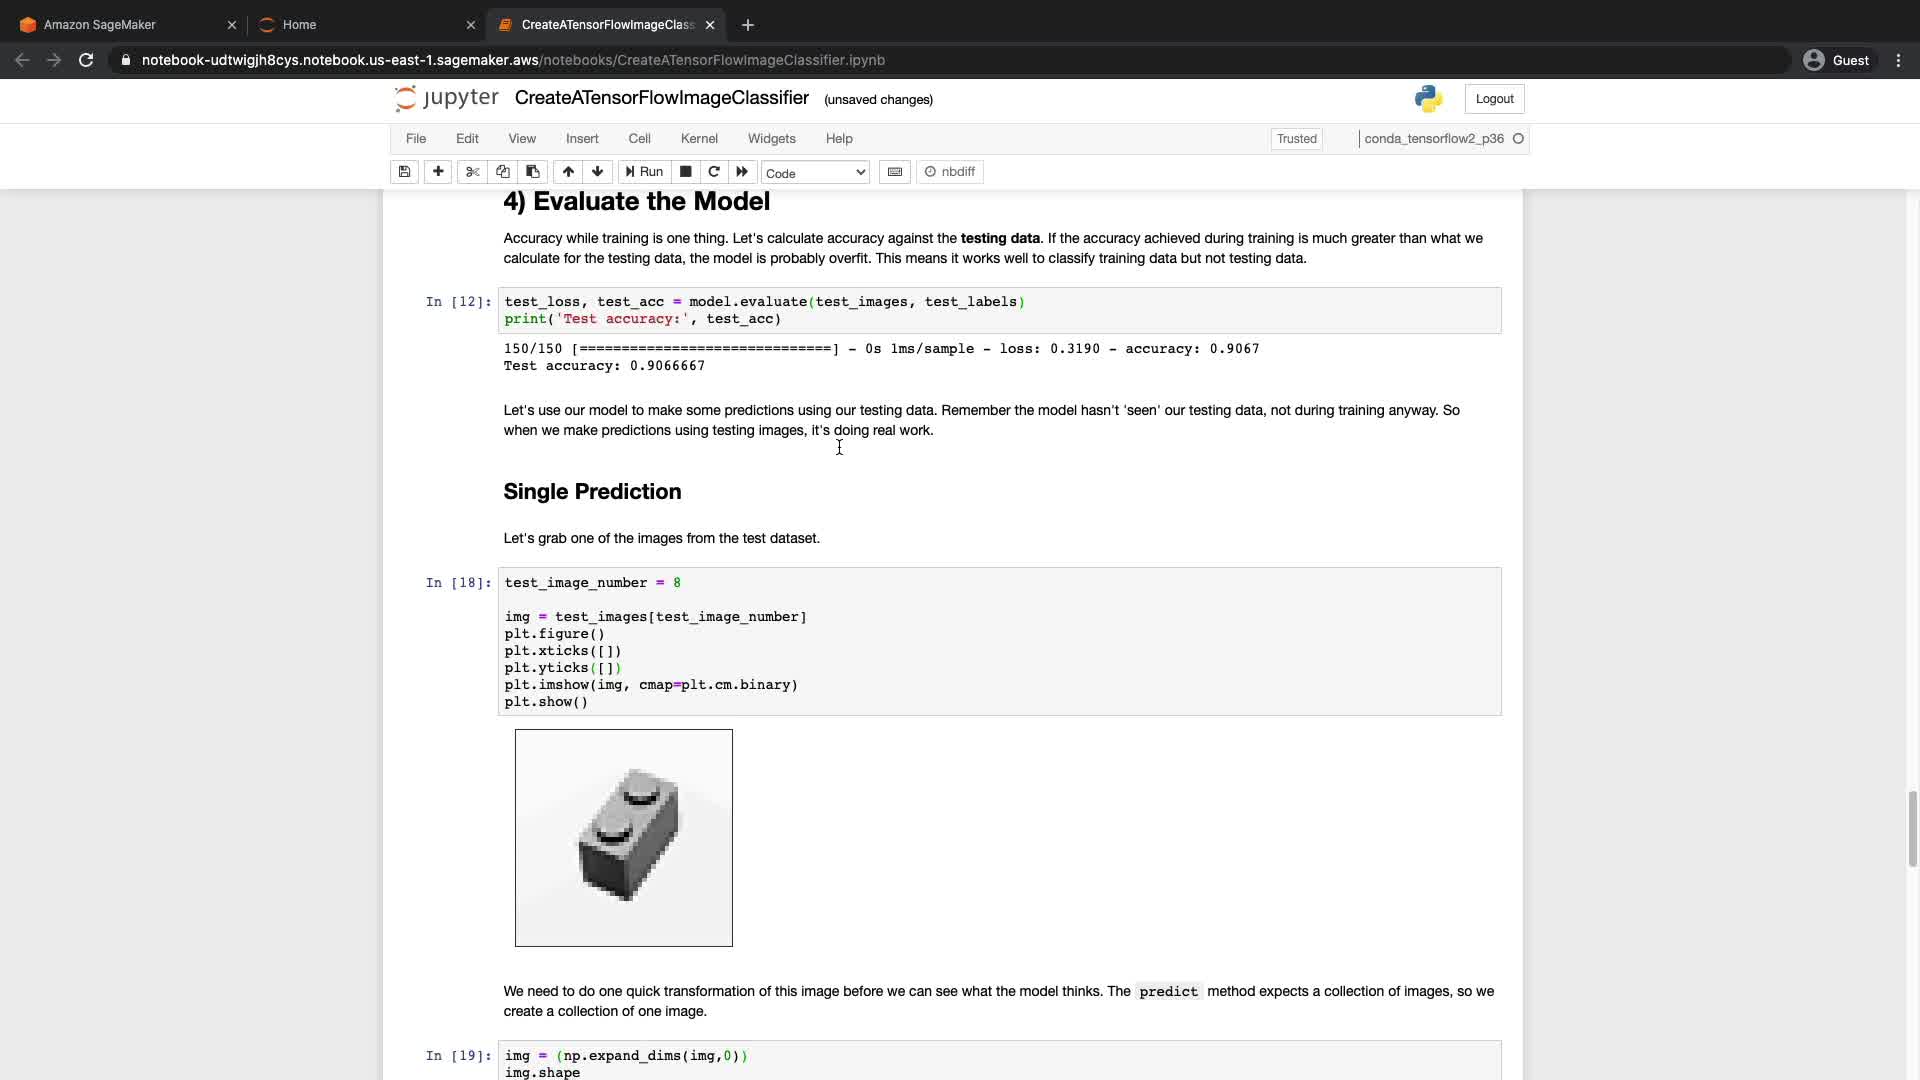 Amazon SageMaker
Home
CreateATensorFlowImageClass
notebook-udtwigjh8cys.notebook.us-east-1.sagemaker.aws/notebooks/CreateATensorFlowImageClassifier.ipynb
Guest
jupyter CreateATensorFlowImageClassifier (unsaved changes)
Logout
File Edit View Insert Cell Kernel Widgets Help
Trusted
conda_tensorflow2_p36
Run
Code
nbdiff
4) Evaluate the Model
Accuracy while training is one thing. Let's calculate accuracy against the testing data. If the accuracy achieved during training is much greater than what we
calculate for the testing data, the model is probably overfit. This means it works well to classify training data but not testing data.
In [12]: test_loss, test_acc = model.evaluate(test_images, test_labels)
print('Test accuracy:', test_acc)
150/150 [==============================] - 0s 1ms/sample - loss: 0.3190 - accuracy: 0.9067
Test accuracy: 0.9066667
Let's use our model to make some predictions using our testing data. Remember the model hasn't 'seen' our testing data, not during training anyway. So
when we make predictions using testing images, it's doing real work.
Single Prediction
Let's grab one of the images from the test dataset.
In [18]: test_image_number = 8
img = test_images[test_image_number]
plt.figure()
plt.xticks([])
plt.yticks([])
plt.imshow(img, cmap=plt.cm.binary)
plt.show()
We need to do one quick transformation of this image before we can see what the model thinks. The predict method expects a collection of images, so we
create a collection of one image.
In [19]: img = (np.expand_dims(img,0))
img.shape